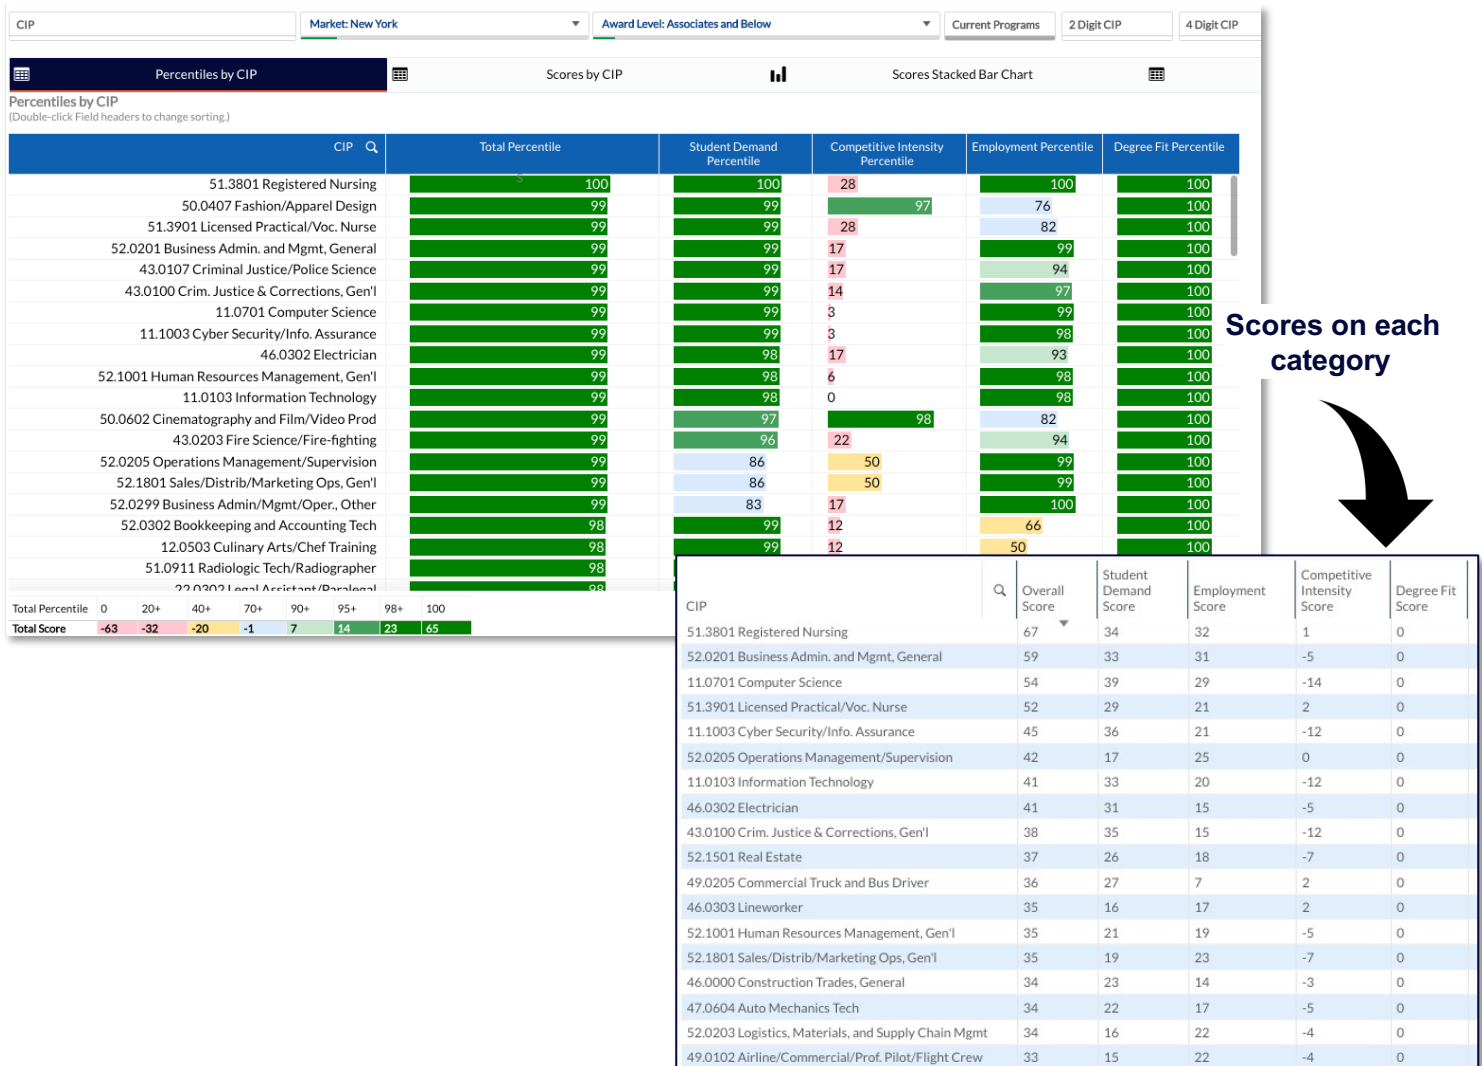 CIP
Market: New York
Award Level: Associates and Below
Current Programs
2 Digit CIP
4 Digit CIP
Percentiles by CIP
Scores by CIP
Scores Stacked Bar Chart
Percentiles by CIP
(Double-click Field headers to change sorting.)
CIP Total Percentile Student Demand Percentile Competitive Intensity Percentile Employment Percentile Degree Fit Percentile
51.3801 Registered Nursing 100 100 28 100 100
50.0407 Fashion/Apparel Design 99 99 97 76 100
51.3901 Licensed Practical/Voc. Nurse 99 99 28 82 100
52.0201 Business Admin. and Mgmt, General 99 99 17 99 100
43.0107 Criminal Justice/Police Science 99 99 17 94 100
43.0100 Crim. Justice & Corrections, Gen'l 99 99 14 97 100
11.0701 Computer Science 99 99 3 99 100
11.1003 Cyber Security/Info. Assurance 99 99 3 98 100
46.0302 Electrician 99 98 17 93 100
52.1001 Human Resources Management, Gen'l 99 98 6 98 100
11.0103 Information Technology 99 98 0 98 100
50.0602 Cinematography and Film/Video Prod 99 97 98 82 100
43.0203 Fire Science/Fire-fighting 99 96 22 94 100
52.0205 Operations Management/Supervision 99 86 50 99 100
52.1801 Sales/Distrib/Marketing Ops, Gen'l 99 86 50 99 100
52.0299 Business Admin/Mgmt/Oper., Other 99 83 17 100 100
52.0302 Bookkeeping and Accounting Tech 98 99 12 66 100
12.0503 Culinary Arts/Chef Training 98 99 12 50 100
51.0911 Radiologic Tech/Radiographer 98
22.0302 Legal Assistant/Paralegal 98
Total Percentile 0 20+ 40+ 70+ 90+ 95+ 98+ 100
Total Score -63 -32 -20 -1 7 14 23 65
Scores on each
category
CIP Overall Score Student Demand Score Employment Score Competitive Intensity Score Degree Fit Score
51.3801 Registered Nursing 67 34 32 1 0
52.0201 Business Admin. and Mgmt, General 59 33 31 -5 0
11.0701 Computer Science 54 39 29 -14 0
51.3901 Licensed Practical/Voc. Nurse 52 29 21 2 0
11.1003 Cyber Security/Info. Assurance 45 36 21 -12 0
52.0205 Operations Management/Supervision 42 17 25 0 0
11.0103 Information Technology 41 33 20 -12 0
46.0302 Electrician 41 31 15 -5 0
43.0100 Crim. Justice & Corrections, Gen'l 38 35 15 -12 0
52.1501 Real Estate 37 26 18 -7 0
49.0205 Commercial Truck and Bus Driver 36 27 7 2 0
46.0303 Lineworker 35 16 17 2 0
52.1001 Human Resources Management, Gen'l 35 21 19 -5 0
52.1801 Sales/Distrib/Marketing Ops, Gen'l 35 19 23 -7 0
46.0000 Construction Trades, General 34 23 14 -3 0
47.0604 Auto Mechanics Tech 34 22 17 -5 0
52.0203 Logistics, Materials, and Supply Chain Mgmt 34 16 22 -4 0
49.0102 Airline/Commercial/Prof. Pilot/Flight Crew 33 15 22 -4 0